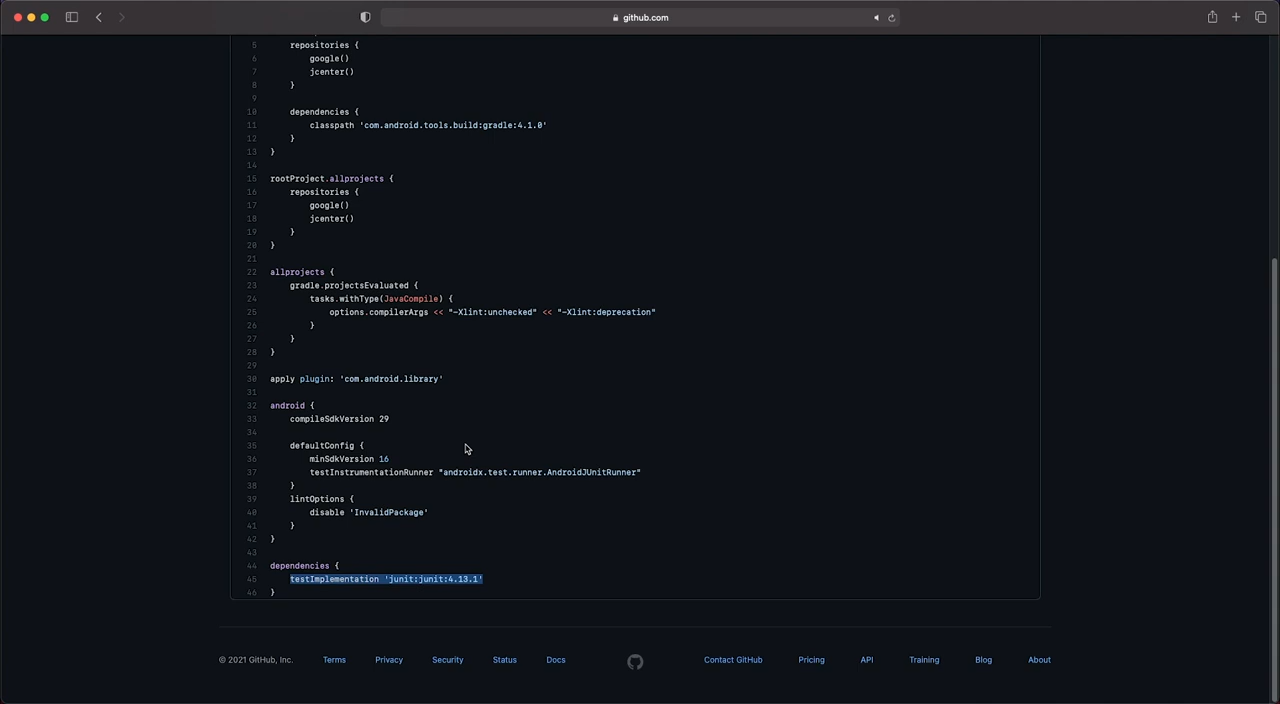 github.com
5 repositories {
6 google()
7 jcenter()
8 }
9
10 dependencies {
11 classpath 'com.android.tools.build:gradle:4.1.0'
12 }
13 }
14
15 rootProject.allprojects {
16 repositories {
17 google()
18 jcenter()
19 }
20 }
21
22 allprojects {
23 gradle.projectsEvaluated {
24 tasks.withType(JavaCompile) {
25 options.compilerArgs << "-Xlint:unchecked" << "-Xlint:deprecation"
26 }
27 }
28 }
29
30 apply plugin: 'com.android.library'
31
32 android {
33 compileSdkVersion 29
34
35 defaultConfig {
36 minSdkVersion 16
37 testInstrumentationRunner "androidx.test.runner.AndroidJUnitRunner"
38 }
39 lintOptions {
40 disable 'InvalidPackage'
41 }
42 }
43
44 dependencies {
45 testImplementation 'junit:junit:4.13.1'
46 }
© 2021 GitHub, Inc. Terms Privacy Security Status Docs Contact GitHub Pricing API Training Blog About